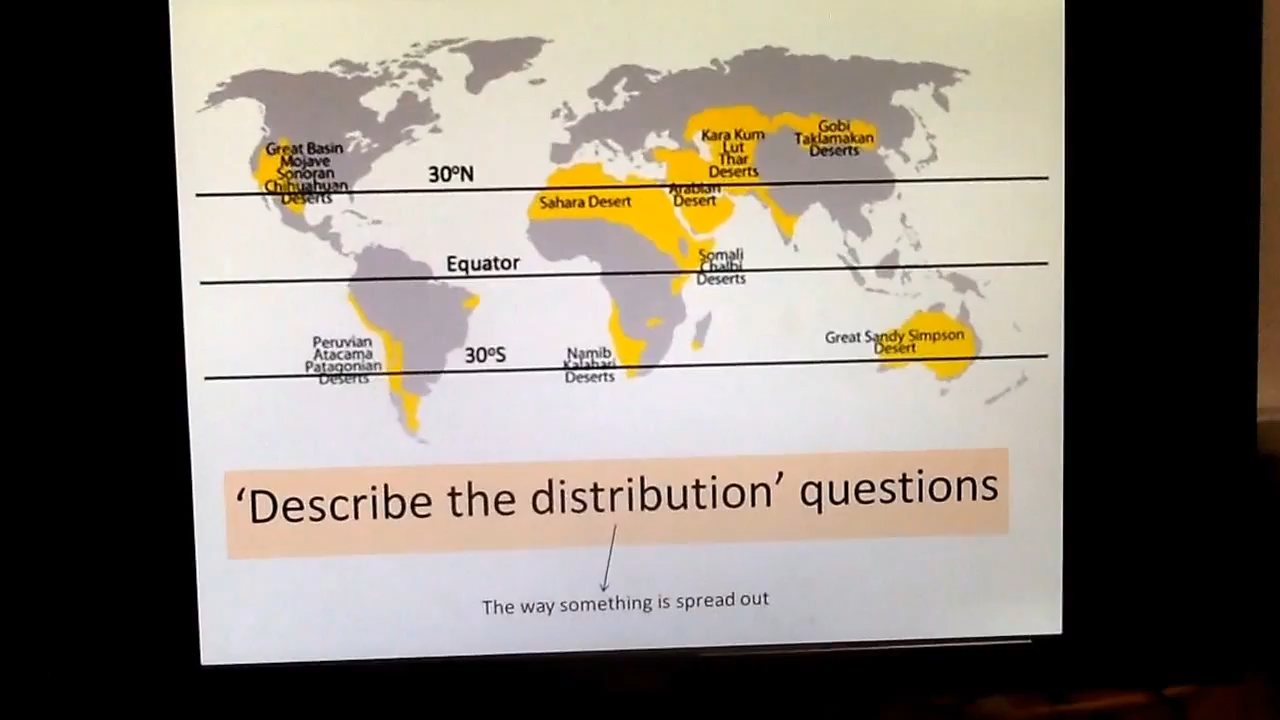 Great Basin
Mojave
Sonoran
Chihuahuan
Deserts
30ºN
Kara Kum
Lut
Thar
Deserts
Gobi
Taklamakan
Deserts
Sahara Desert
Arabian
Desert
Equator
Somali
Chalbi
Deserts
Peruvian
Atacama
Patagonian
Deserts
30ºS
Namib
Kalahari
Deserts
Great Sandy Simpson
Desert
‘Describe the distribution’ questions
The way something is spread out